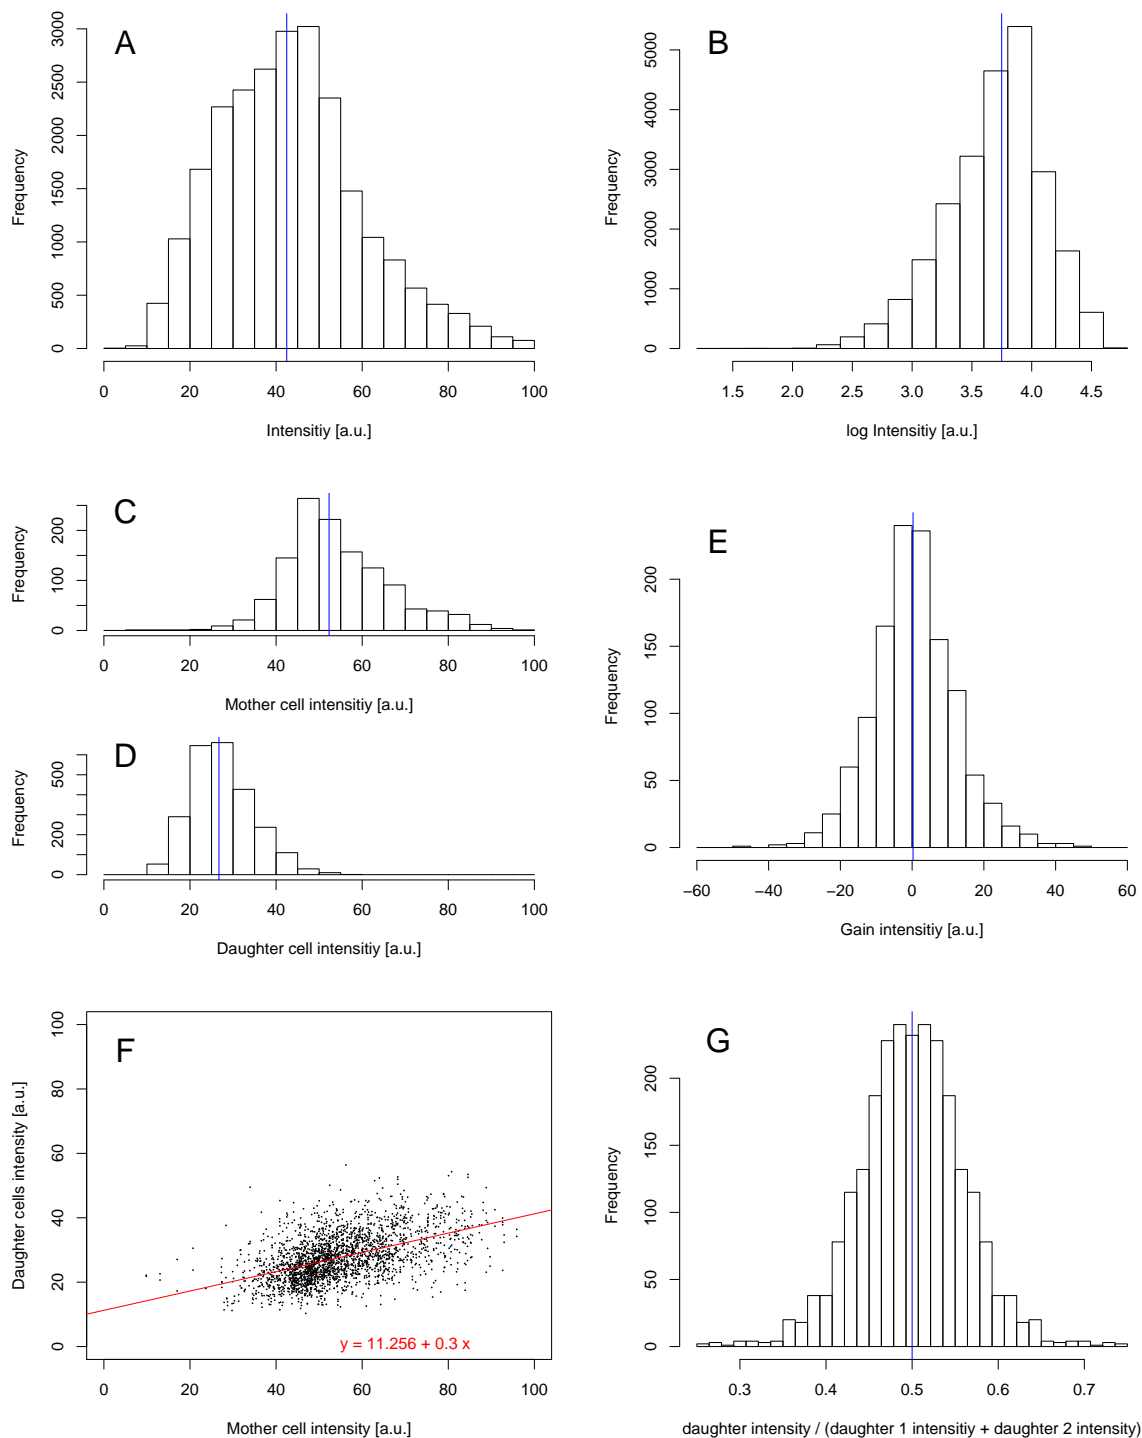 A
Frequency
0 500 1000 1500 2000 2500 3000
0 20 40 60 80 100
Intensitiy [a.u.]
B
Frequency
0 1000 2000 3000 4000 5000
1.5 2.0 2.5 3.0 3.5 4.0 4.5
log Intensitiy [a.u.]
C
Frequency
0 100 200
0 20 40 60 80 100
Mother cell intensitiy [a.u.]
D
Frequency
0 200 500
0 20 40 60 80 100
Daughter cell intensitiy [a.u.]
E
Frequency
0 50 100 150 200
−60 −40 −20 0 20 40 60
Gain intensitiy [a.u.]
F
Daughter cells intensity [a.u.]
0 20 40 60 80 100
y = 11.256 + 0.3 x
0 20 40 60 80 100
Mother cell intensity [a.u.]
G
Frequency
0 50 100 150 200
0.3 0.4 0.5 0.6 0.7
daughter intensity / (daughter 1 intensitiy + daughter 2 intensity)